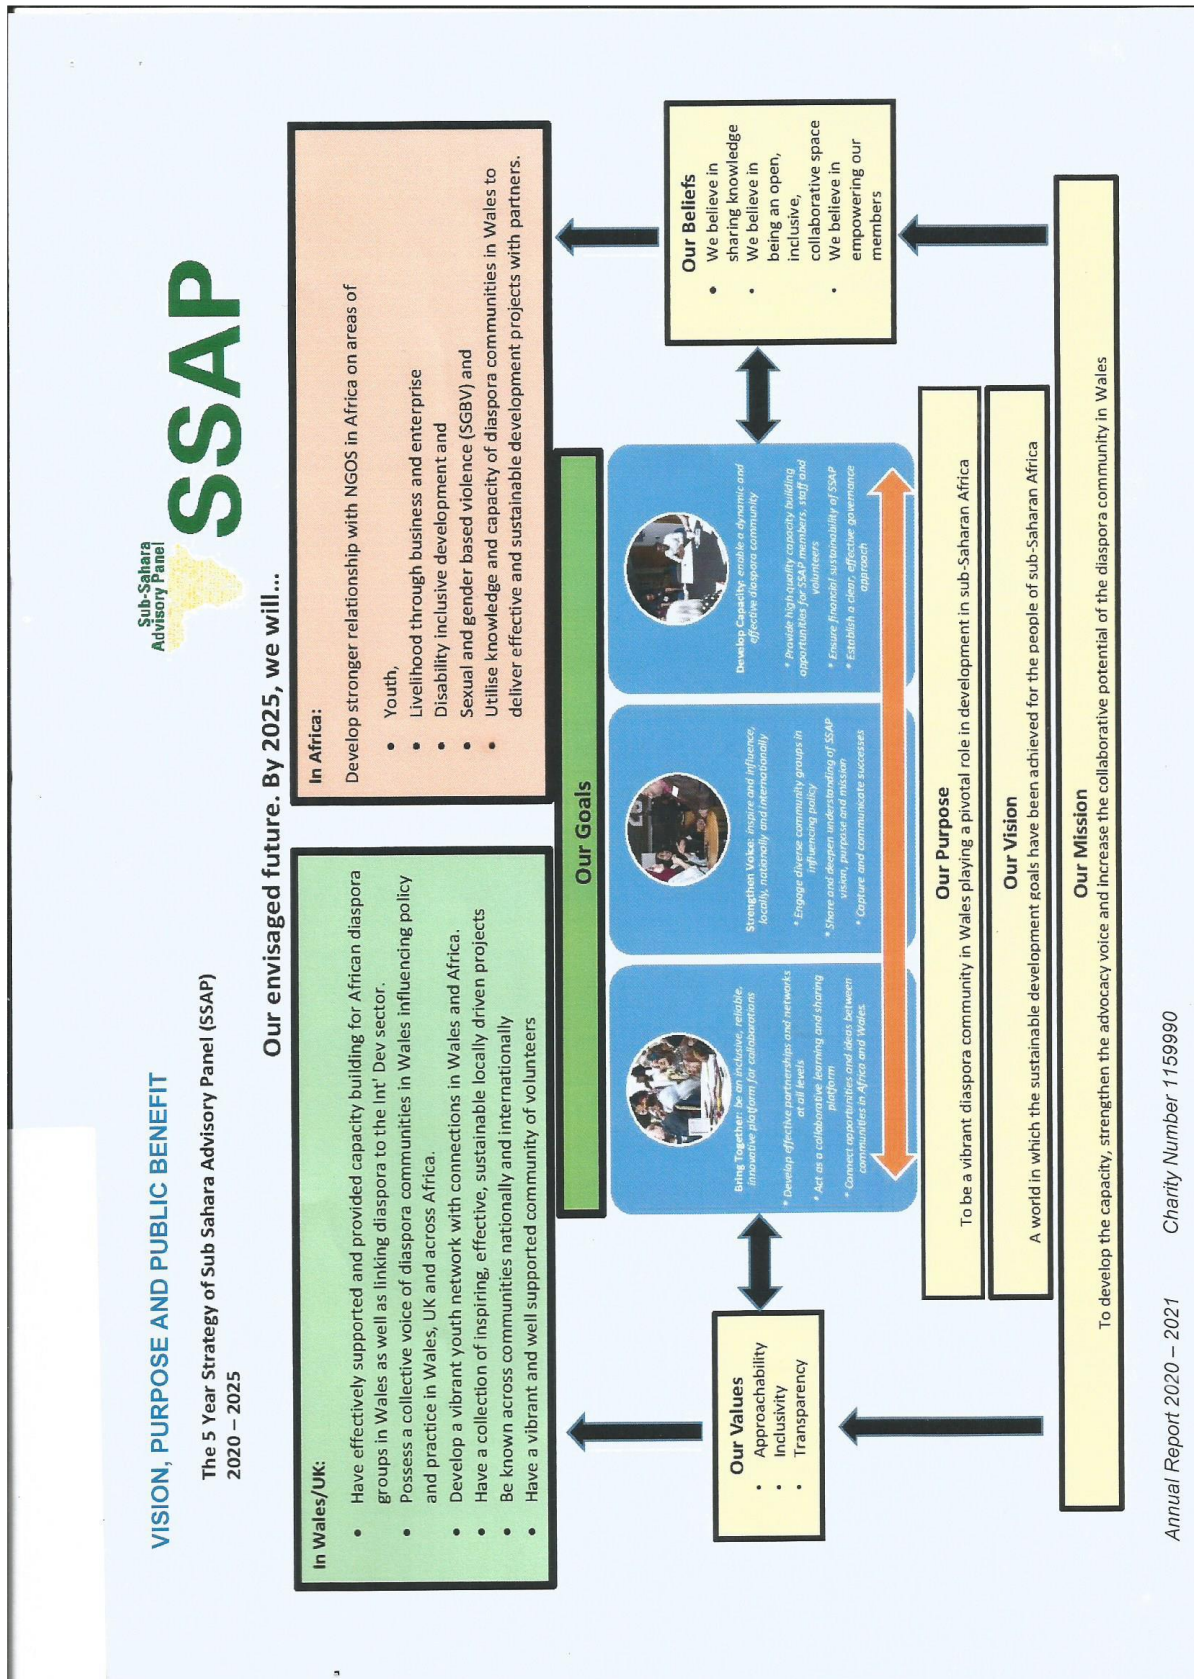 VISION, PURPOSE AND PUBLIC BENEFIT
The 5 Year Strategy of Sub Sahara Advisory Panel (SSAP)
2020 – 2025
Sub-Sahara
Advisory Panel
SSAP
Our envisaged future. By 2025, we will....
In Wales/UK:
• Have effectively supported and provided capacity building for African diaspora
groups in Wales as well as linking diaspora to the Int' Dev sector.
• Possess a collective voice of diaspora communities in Wales influencing policy
and practice in Wales, UK and across Africa.
• Develop a vibrant youth network with connections in Wales and Africa.
• Have a collection of inspiring, effective, sustainable locally driven projects
• Be known across communities nationally and internationally
• Have a vibrant and well supported community of volunteers
In Africa:
Develop stronger relationship with NGOS in Africa on areas of
• Youth,
• Livelihood through business and enterprise
• Disability inclusive development and
• Sexual and gender based violence (SGBV) and
• Utilise knowledge and capacity of diaspora communities in Wales to
deliver effective and sustainable development projects with partners.
Our Goals
Bring Together: be an inclusive, reliable,
innovative platform for collaborations
* Develop effective partnerships and networks
at all levels
* Act as a collaborative learning and sharing
platform
* Connect opportunities and ideas between
communities in Africa and Wales
Strengthen Voice: inspire and influence,
locally, nationally and internationally
* Engage diverse community groups in
influencing policy
* Share and deepen understanding of SSAP
vision, purpose and mission
* Capture and communicate successes
Develop Capacity: enable a dynamic and
effective diaspora community
* Provide high quality capacity building
opportunities for SSAP members, staff and
volunteers
* Ensure financial sustainability of SSAP
* Establish a clear, effective governance
approach
Our Values
• Approachability
• Inclusivity
• Transparency
Our Beliefs
• We believe in
sharing knowledge
• We believe in
being an open,
inclusive,
collaborative space
• We believe in
empowering our
members
Our Purpose
To be a vibrant diaspora community in Wales playing a pivotal role in development in sub-Saharan Africa
Our Vision
A world in which the sustainable development goals have been achieved for the people of sub-Saharan Africa
Our Mission
To develop the capacity, strengthen the advocacy voice and increase the collaborative potential of the diaspora community in Wales
Annual Report 2020 – 2021 Charity Number 1159990